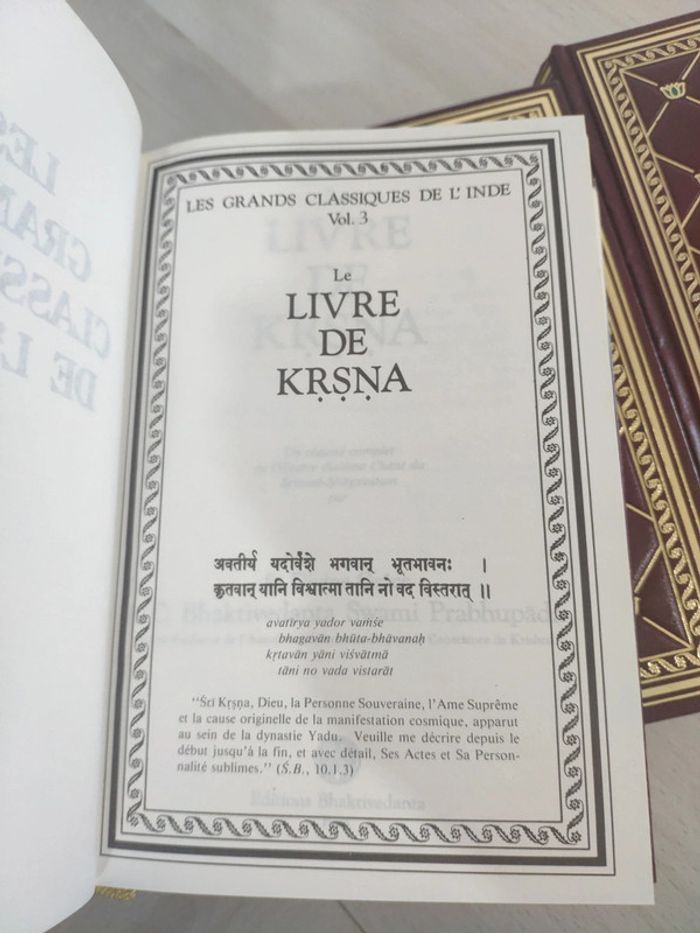 LES GRANDS CLASSIQUES DE L'INDE
Vol. 3
Le
LIVRE
DE
KṚṢṆA
अवतीर्य यदोर्वंशे भगवान् भूतभावनः ।
कृतवान् यानि विश्वात्मा तानि नो वद विस्तरात् ॥
avatīrya yador vaṁśe
bhagavān bhūta-bhāvanaḥ
kṛtavān yāni viśvātmā
tāni no vada vistarāt
"Śrī Kṛṣṇa, Dieu, la Personne Souveraine, l'Ame Suprême
et la cause originelle de la manifestation cosmique, apparut
au sein de la dynastie Yadu. Veuille me décrire depuis le
début jusqu'á la fin, et avec détail, Ses Actes et Sa Person-
nalité sublimes." (Ś.B., 10.1.3)